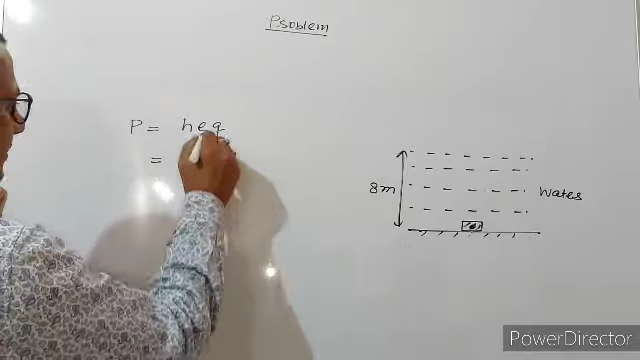 Problem
P = heg
=
8m
Water
PowerDirector